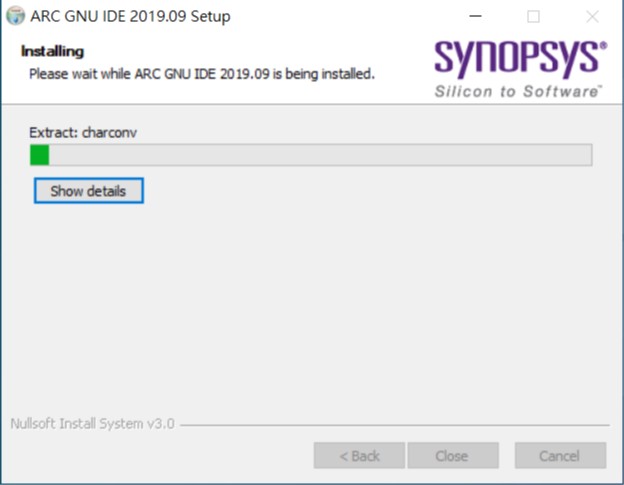 ARC GNU IDE 2019.09 Setup
Installing
Please wait while ARC GNU IDE 2019.09 is being installed.
SYNOPSYS®
Silicon to Software™
Extract: charconv
Show details
Nullsoft Install System v3.0
< Back
Close
Cancel